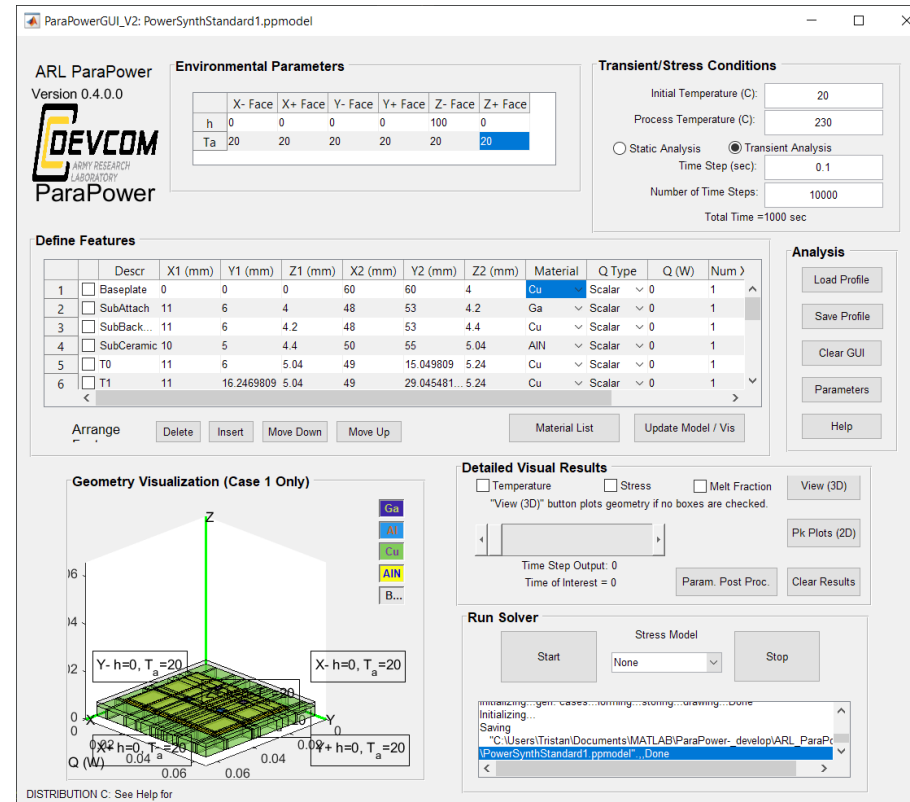 ParaPowerGUI_V2: PowerSynthStandard1.ppmodel
ARL ParaPower
Version 0.4.0.0
DEVCOM
ARMY RESEARCH
LABORATORY
ParaPower
Environmental Parameters
X- Face X+ Face Y- Face Y+ Face Z- Face Z+ Face
h 0 0 0 0 100 0
Ta 20 20 20 20 20 20
Transient/Stress Conditions
Initial Temperature (C): 20
Process Temperature (C): 230
Static Analysis Transient Analysis
Time Step (sec): 0.1
Number of Time Steps: 10000
Total Time =1000 sec
Define Features
Descr X1 (mm) Y1 (mm) Z1 (mm) X2 (mm) Y2 (mm) Z2 (mm) Material Q Type Q (W) Num
1 Baseplate 0 0 0 60 60 4 Cu Scalar 0 1
2 SubAttach 11 6 4 48 53 4.2 Ga Scalar 0 1
3 SubBack... 11 6 4.2 48 53 4.4 Cu Scalar 0 1
4 SubCeramic 10 5 4.4 50 55 5.04 AlN Scalar 0 1
5 T0 11 6 5.04 49 15.049809 5.24 Cu Scalar 0 1
6 T1 11 16.2469809 5.04 49 29.045481... 5.24 Cu Scalar 0 1
Arrange
Delete Insert Move Down Move Up
Material List Update Model / Vis
Analysis
Load Profile
Save Profile
Clear GUI
Parameters
Help
Geometry Visualization (Case 1 Only)
Ga
Al
Cu
AlN
B...
Z
Y- h=0, Ta=20
X- h=0, Ta=20
X
Y
X+ h=0, Ta=20
Y+ h=0, Ta=20
0
0
0.04
0.04
0.06
0.06
Q (W)
Detailed Visual Results
Temperature Stress Melt Fraction View (3D)
"View (3D)" button plots geometry if no boxes are checked.
Pk Plots (2D)
Time Step Output: 0
Time of Interest = 0
Param. Post Proc. Clear Results
Run Solver
Stress Model
Start None Stop
Initializing...gen. Cases...forming...storing...drawing...Done
Initializing...
Saving
"C:\Users\Tristan\Documents\MATLAB\ParaPower-_develop\ARL_ParaPo
\PowerSynthStandard1.ppmodel".,,Done
DISTRIBUTION C: See Help for